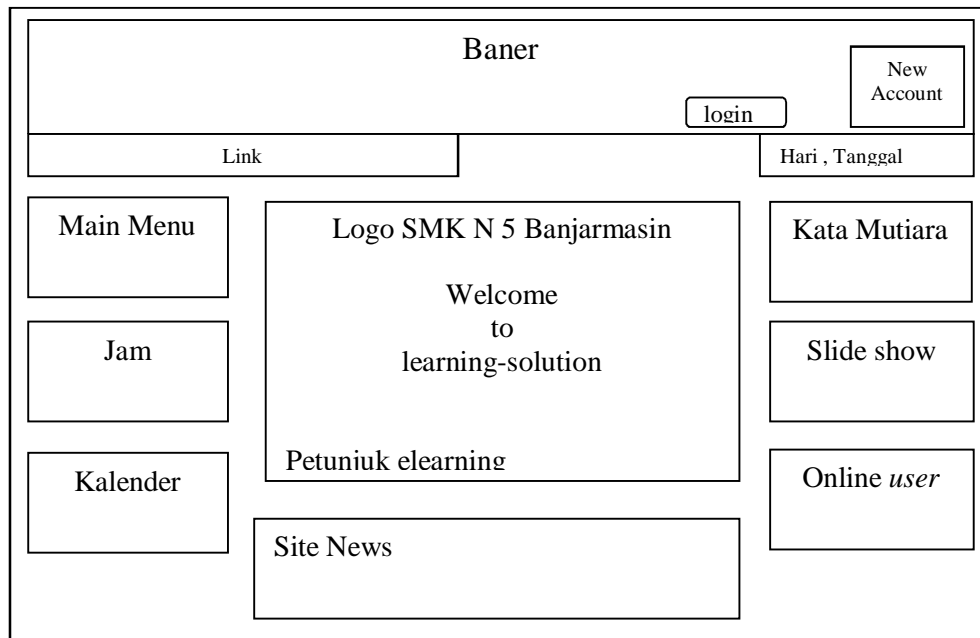 Baner
New
Account
login
Link
Hari , Tanggal
Main Menu
Logo SMK N 5 Banjarmasin
Welcome
to
learning-solution
Petunjuk elearning
Kata Mutiara
Jam
Slide show
Kalender
Online user
Site News